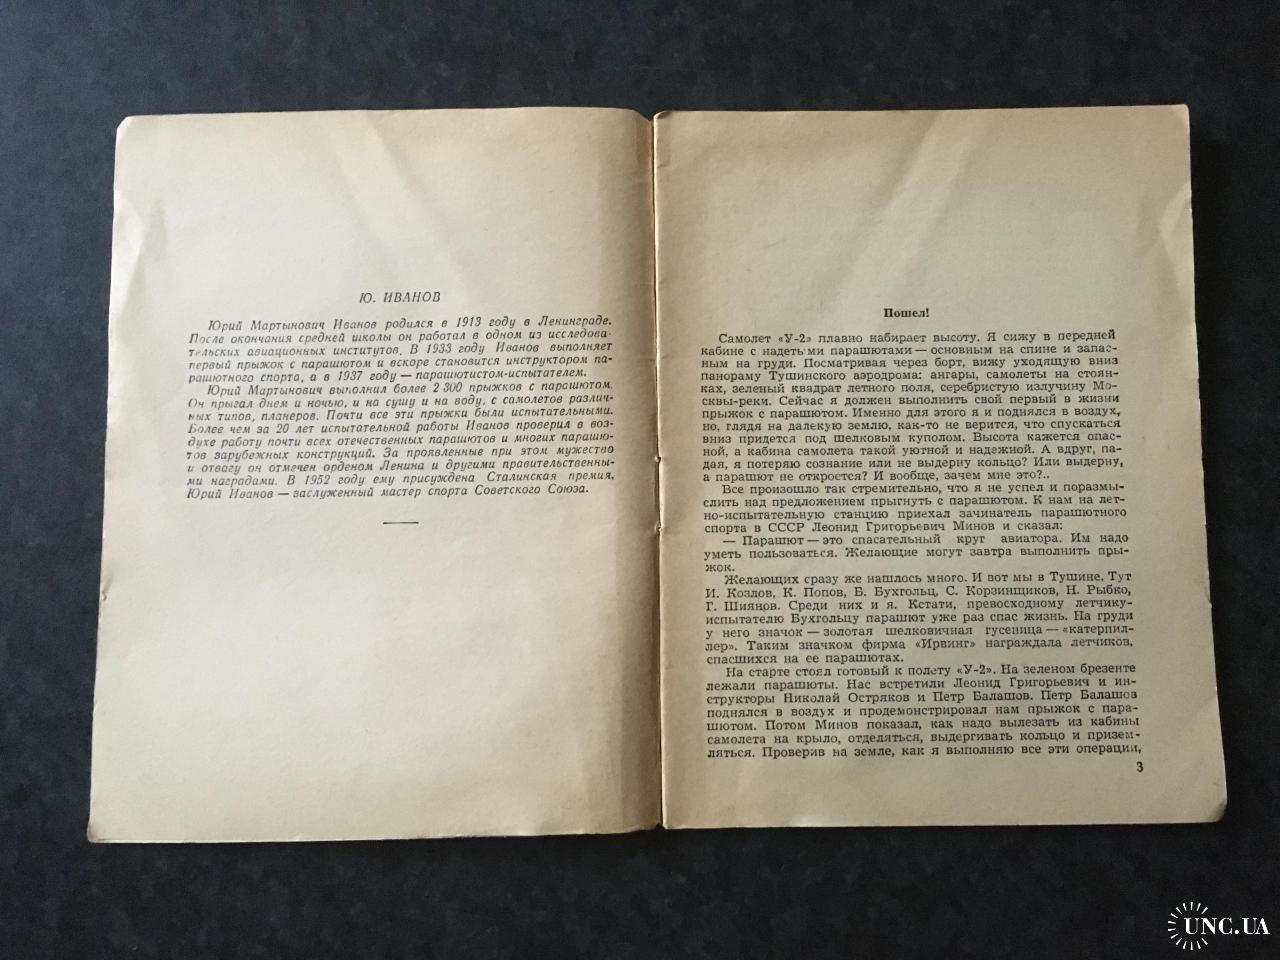 Ю. ИВАНОВ
Юрий Мартынович Иванов родился в 1913 году в Ленинграде.
После окончания средней школы он работал в одном из исследова-
тельских авиационных институтов. В 1933 году Иванов выполняет
первый прыжок с парашютом и вскоре становится инструктором па-
рашютного спорта, а в 1937 году — парашютистом-испытателем.
Юрий Мартынович выполнил более 2 300 прыжков с парашютом.
Он прыгал днем и ночью, и на сушу и на воду, с самолетов различ-
ных типов, планеров. Почти все эти прыжки были испытательными.
Более чем за 20 лет испытательной работы Иванов проверил в воз-
духе работу почти всех отечественных парашютов и многих парашю-
тов зарубежных конструкций. За проявленные при этом мужество
и отвагу он отмечен орденом Ленина и другими правительственны-
ми наградами. В 1952 году ему присуждена Сталинская премия,
Юрий Иванов — заслуженный мастер спорта Советского Союза.
Пошел!
Самолет «У-2» плавно набирает высоту. Я сижу в передней
кабине с надетыми парашютами — основным на спине и запас-
ным на груди. Посматривая через борт, вижу уходящую вниз
панораму Тушинского аэродрома: ангары, самолеты на стоян-
ках, зеленый квадрат летного поля, серебристую излучину Мо-
сквы-реки. Сейчас я должен выполнить свой первый в жизни
прыжок с парашютом. Именно для этого я и поднялся в воздух,
но, глядя на далекую землю, как-то не верится, что спускаться
вниз придется под шелковым куполом. Высота кажется опас-
ной, а кабина самолета такой уютной и надежной. А вдруг, па-
дая, я потеряю сознание или не выдерну кольцо? Или выдерну,
а парашют не откроется? И вообще, зачем мне это?..
Все произошло так стремительно, что я не успел и поразмы-
слить над предложением прыгнуть с парашютом. К нам на лет-
но-испытательную станцию приехал зачинатель парашютного
спорта в СССР Леонид Григорьевич Минов и сказал:
— Парашют — это спасательный круг авиатора. Им надо
уметь пользоваться. Желающие могут завтра выполнить пры-
жок.
Желающих сразу же нашлось много. И вот мы в Тушине. Тут
И. Козлов, К. Попов, Б. Бухгольц, С. Корзинщиков, Н. Рыбко,
Г. Шиянов. Среди них и я. Кстати, превосходному летчику-
испытателю Бухгольцу парашют уже раз спас жизнь. На груди
у него значок — золотая шелковичная гусеница — «катерпил-
лер». Таким значком фирма «Ирвинг» награждала летчиков,
спасшихся на ее парашютах.
На старте стоял готовый к полету «У-2». На зеленом брезенте
лежали парашюты. Нас встретили Леонид Григорьевич и ин-
структоры Николай Остряков и Петр Балашов. Петр Балашов
поднялся в воздух и продемонстрировал нам прыжок с пара-
шютом. Потом Минов показал, как надо вылезать из кабины
самолета на крыло, отделяться, выдергивать кольцо и призем-
ляться. Проверив на земле, как я выполняю все эти операции,
3
UNC.UA